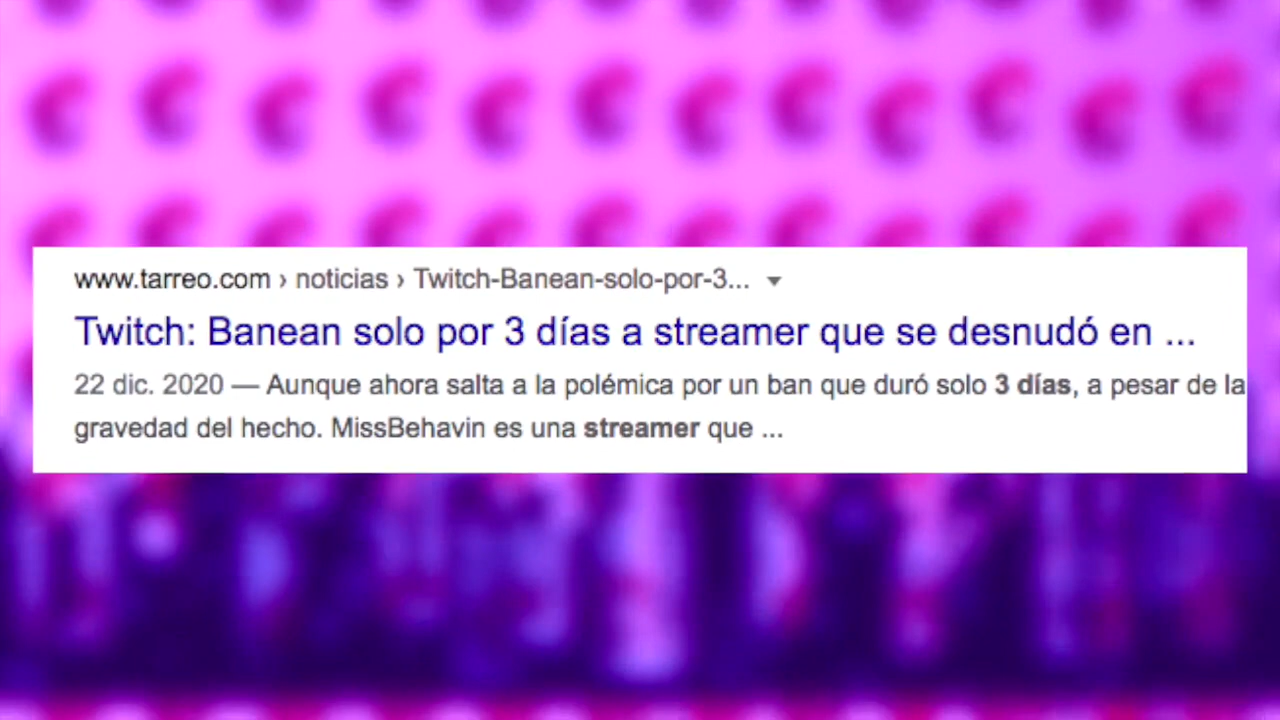 www.tarreo.com › noticias › Twitch-Banean-solo-por-3...
Twitch: Banean solo por 3 días a streamer que se desnudó en ...
22 dic. 2020 — Aunque ahora salta a la polémica por un ban que duró solo 3 días, a pesar de la
gravedad del hecho. MissBehavin es una streamer que ...